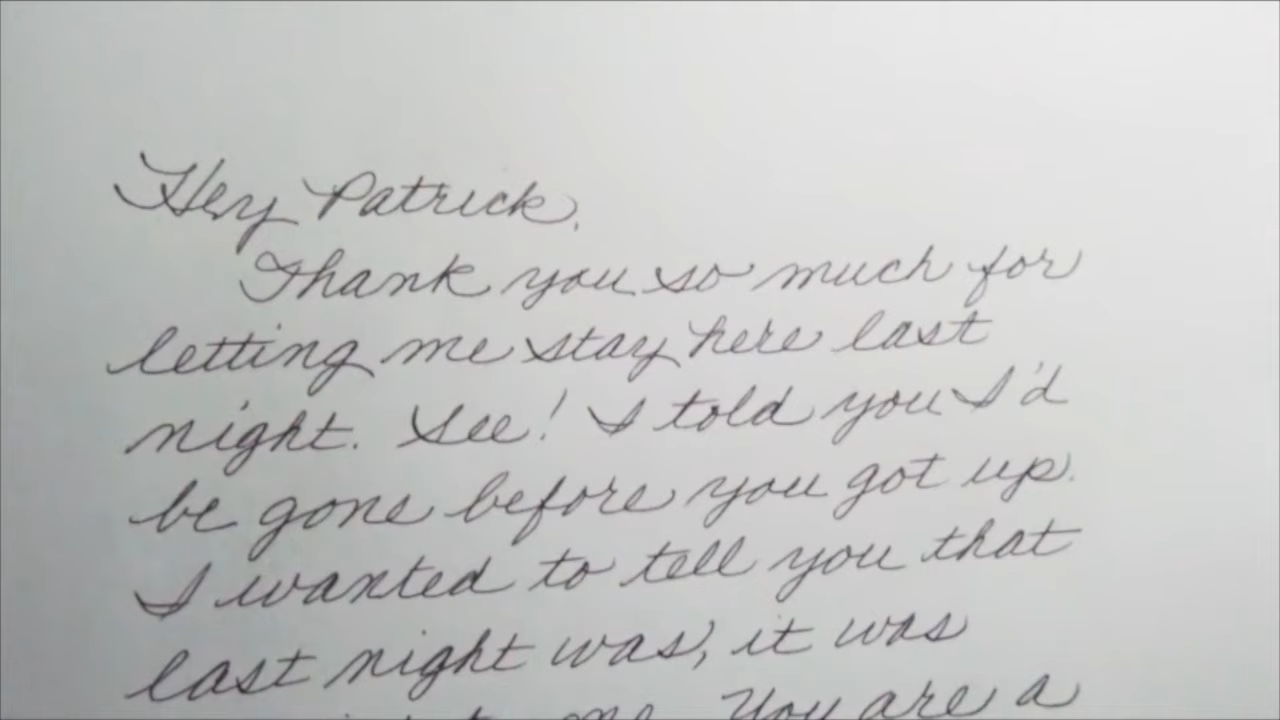 Hey Patrick,
Thank you so much for
letting me stay here last
night. See! I told you I'd
be gone before you got up.
I wanted to tell you that
last night was, it was
me. You are a